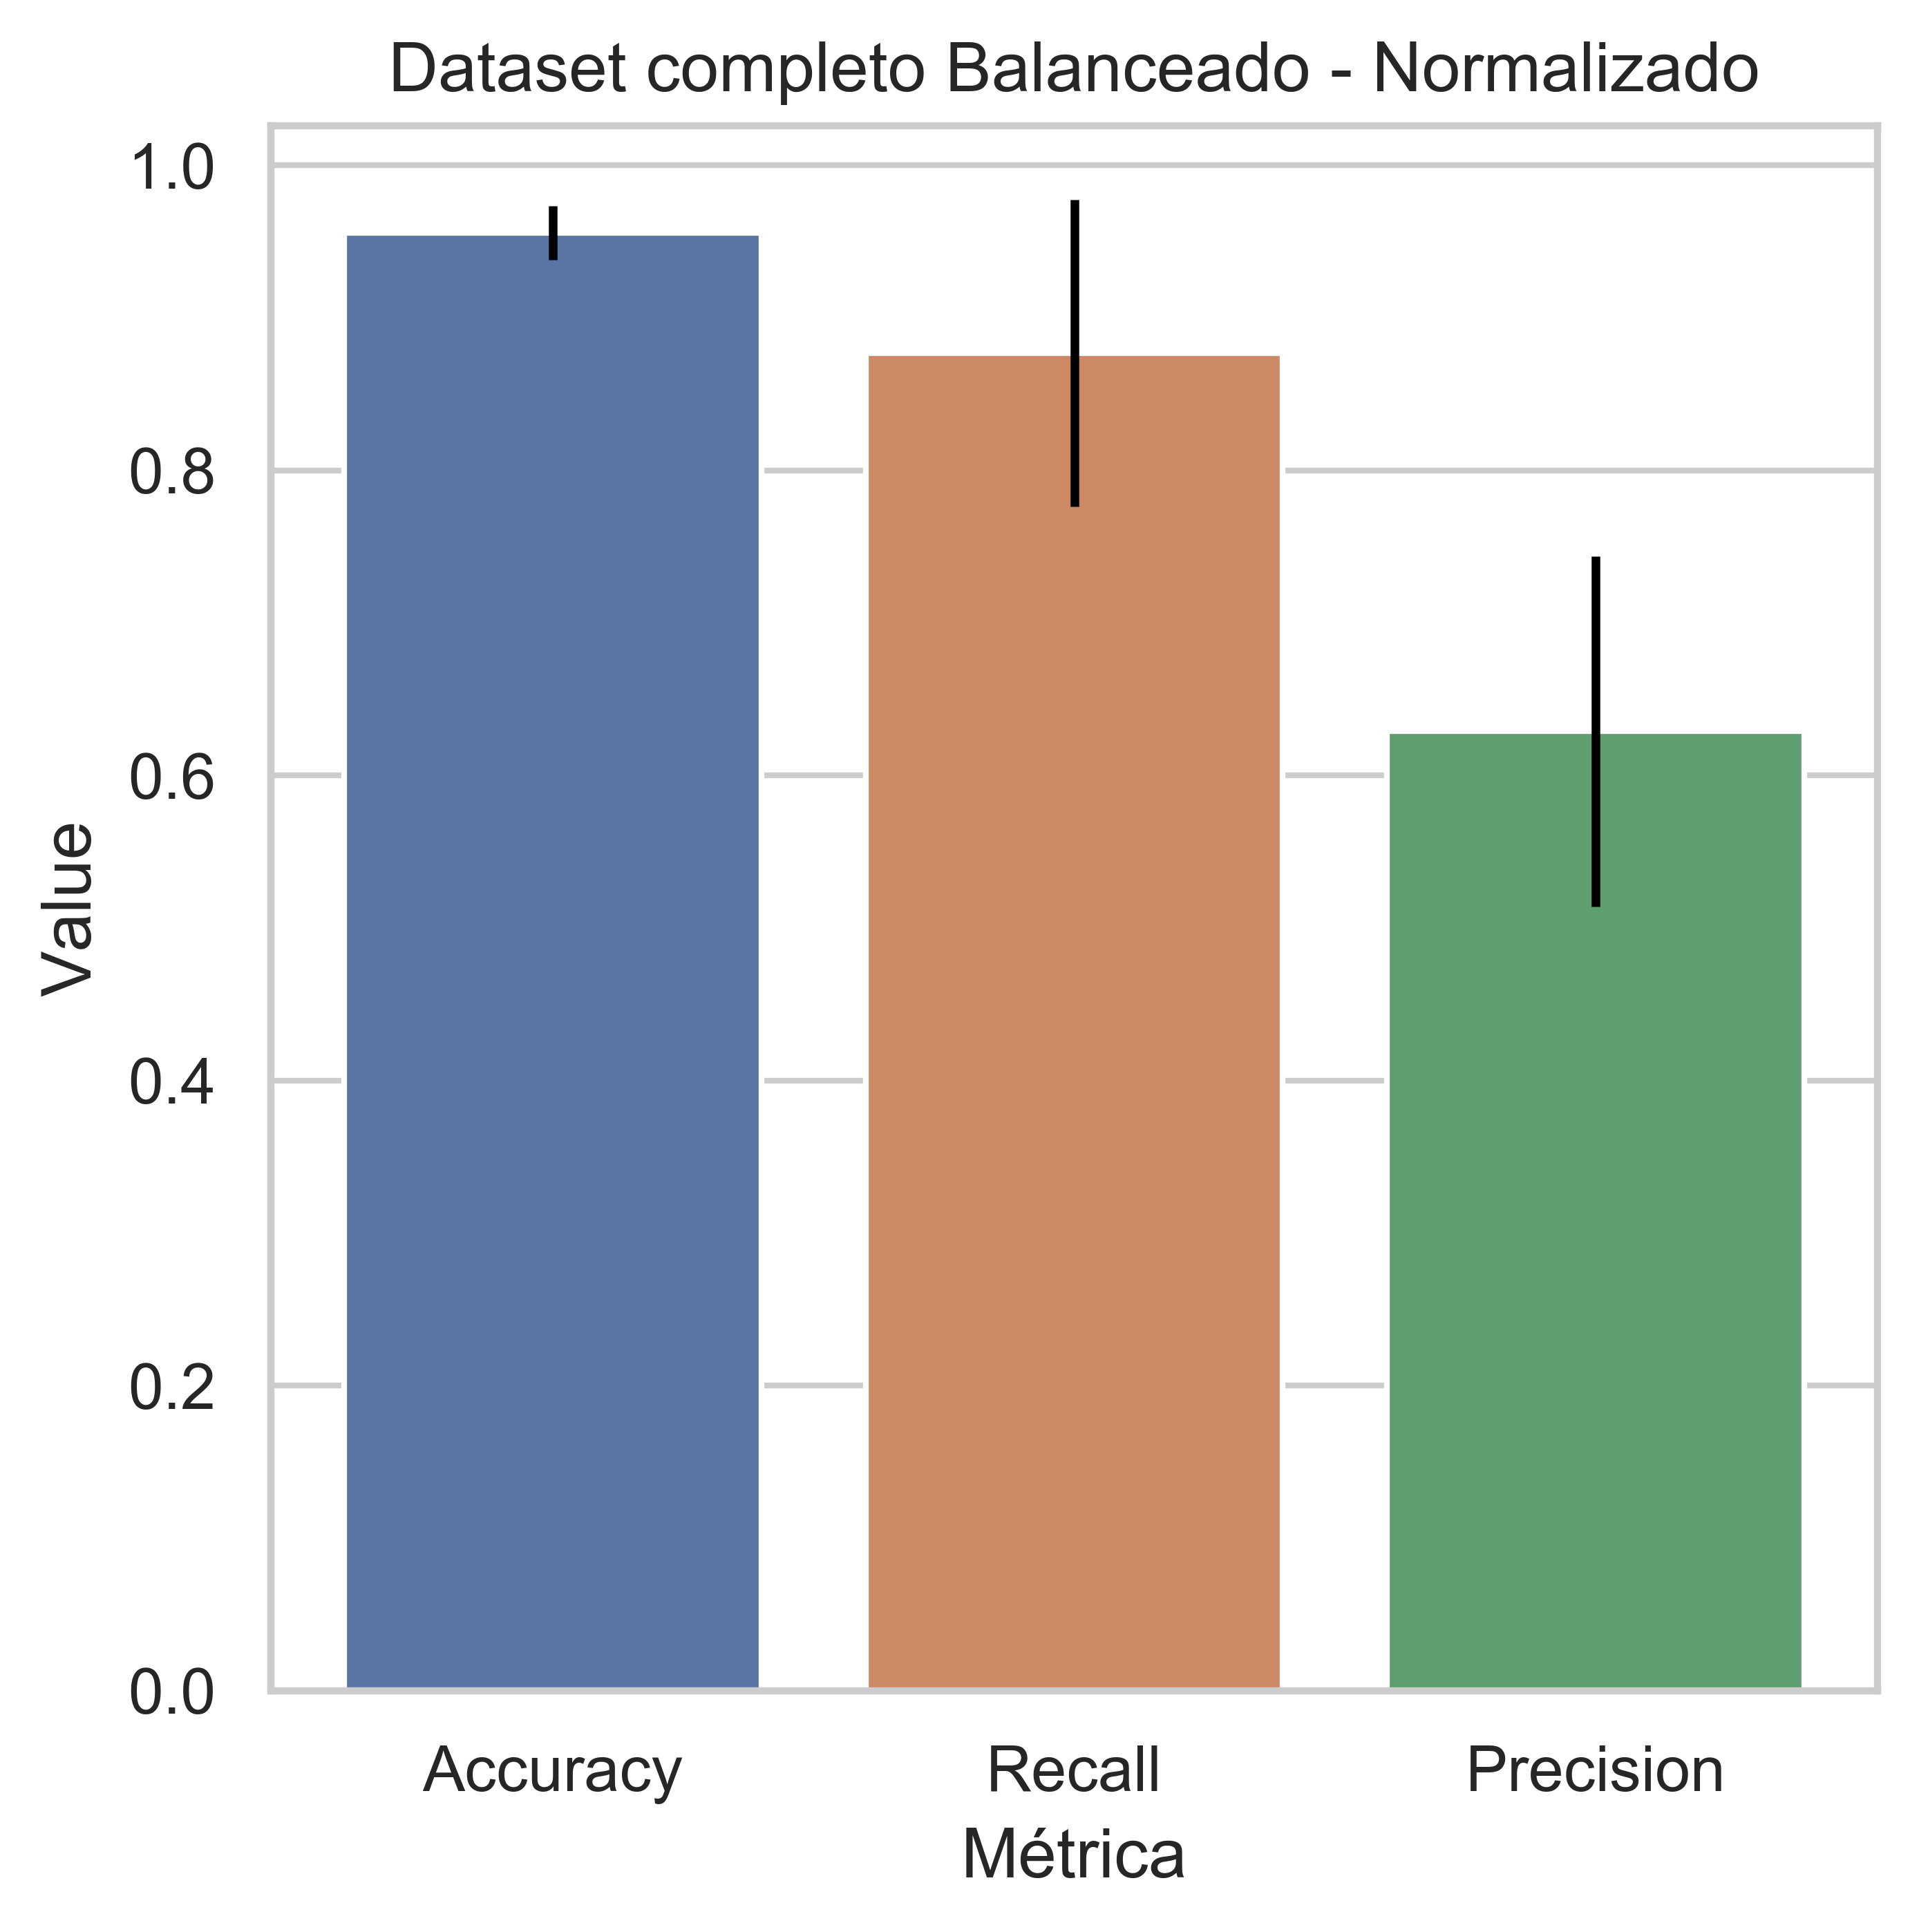 Dataset completo Balanceado - Normalizado
1.0
0.8
0.6
0.4
0.2
0.0
Value
Accuracy Recall Precision
Métrica